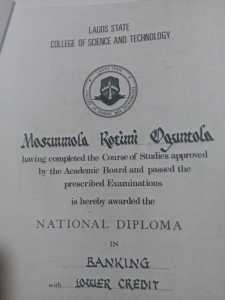 LAGOS STATE
COLLEGE OF SCIENCE AND TECHNOLOGY
Mosunmola Rotimi Oguntola
having completed the Course of Studies approved
by the Academic Board and passed the
prescribed Examinations
is hereby awarded the
NATIONAL DIPLOMA
IN
BANKING
with LOWER CREDIT